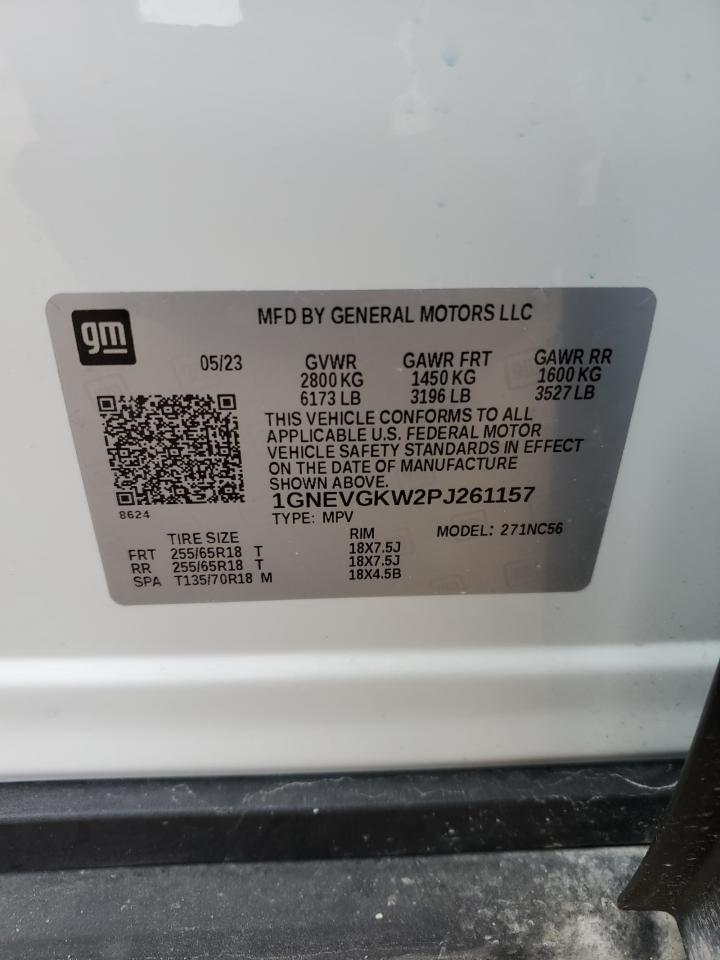 gm
MFD BY GENERAL MOTORS LLC
05/23 GVWR GAWR FRT GAWR RR
2800 KG 1450 KG 1600 KG
6173 LB 3196 LB 3527 LB
THIS VEHICLE CONFORMS TO ALL
APPLICABLE U.S. FEDERAL MOTOR
VEHICLE SAFETY STANDARDS IN EFFECT
ON THE DATE OF MANUFACTURE
SHOWN ABOVE.
1GNEVGKW2PJ261157
8624
TYPE: MPV MODEL: 271NC56
TIRE SIZE RIM
FRT 255/65R18 T 18X7.5J
RR 255/65R18 T 18X7.5J
SPA T135/70R18 M 18X4.5B